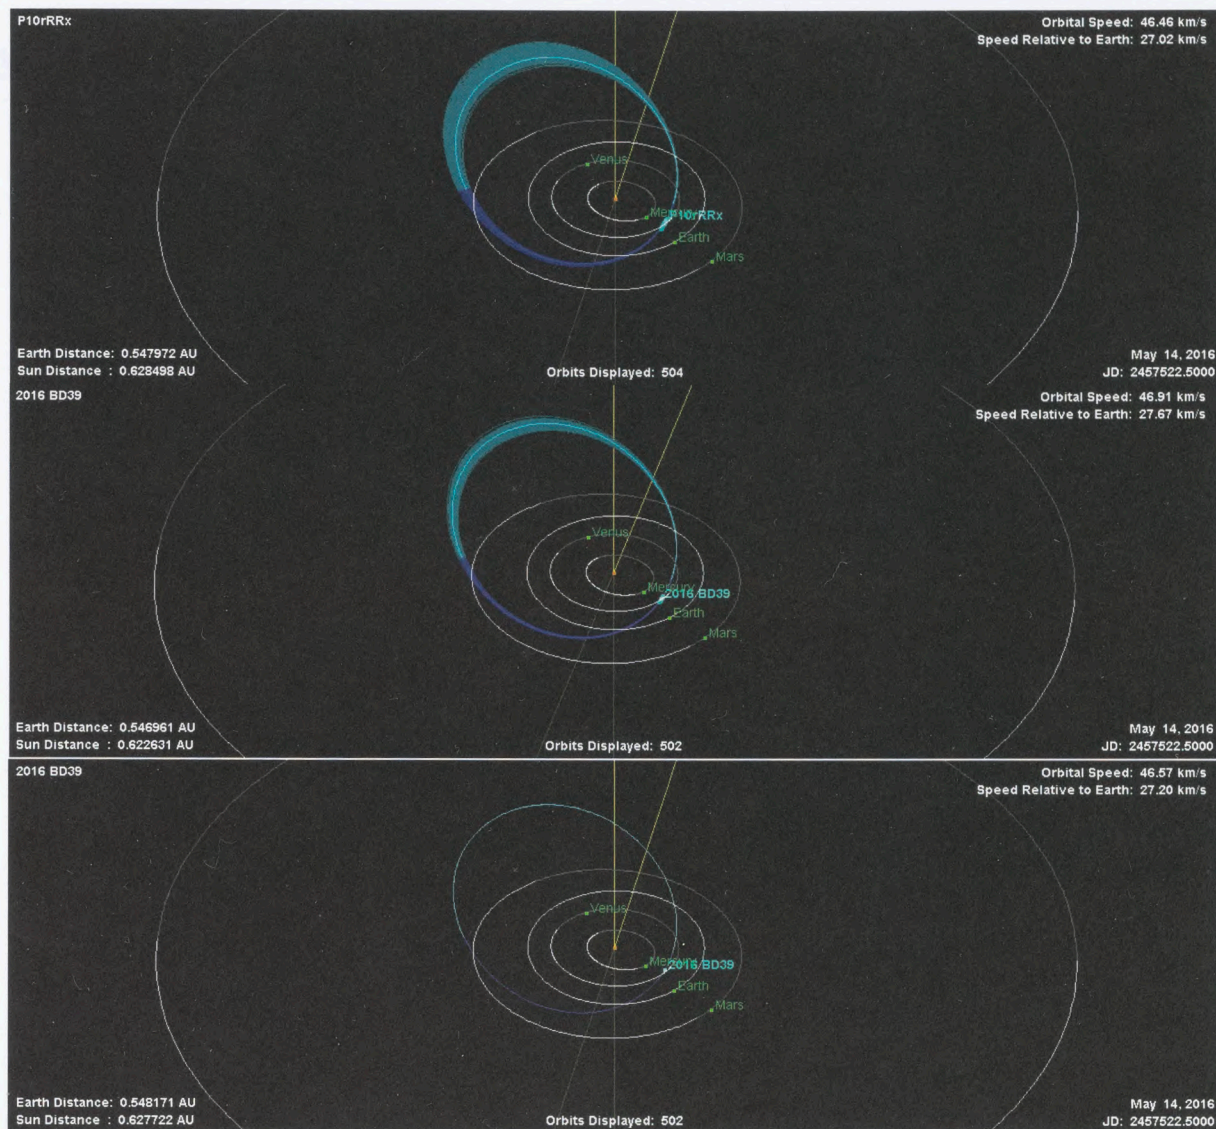 P10rRRx
Orbital Speed: 46.46 km/s
Speed Relative to Earth: 27.02 km/s
Venus
Mercury
P10rRRx
Earth
Mars
Earth Distance: 0.547972 AU
Sun Distance : 0.628498 AU
Orbits Displayed: 504
May 14, 2016
JD: 2457522.5000
2016 BD39
Orbital Speed: 46.91 km/s
Speed Relative to Earth: 27.67 km/s
Venus
Mercury
2016 BD39
Earth
Mars
Earth Distance: 0.546961 AU
Sun Distance : 0.622631 AU
Orbits Displayed: 502
May 14, 2016
JD: 2457522.5000
2016 BD39
Orbital Speed: 46.57 km/s
Speed Relative to Earth: 27.20 km/s
Venus
Mercury
2016 BD39
Earth
Mars
Earth Distance: 0.548171 AU
Sun Distance : 0.627722 AU
Orbits Displayed: 502
May 14, 2016
JD: 2457522.5000